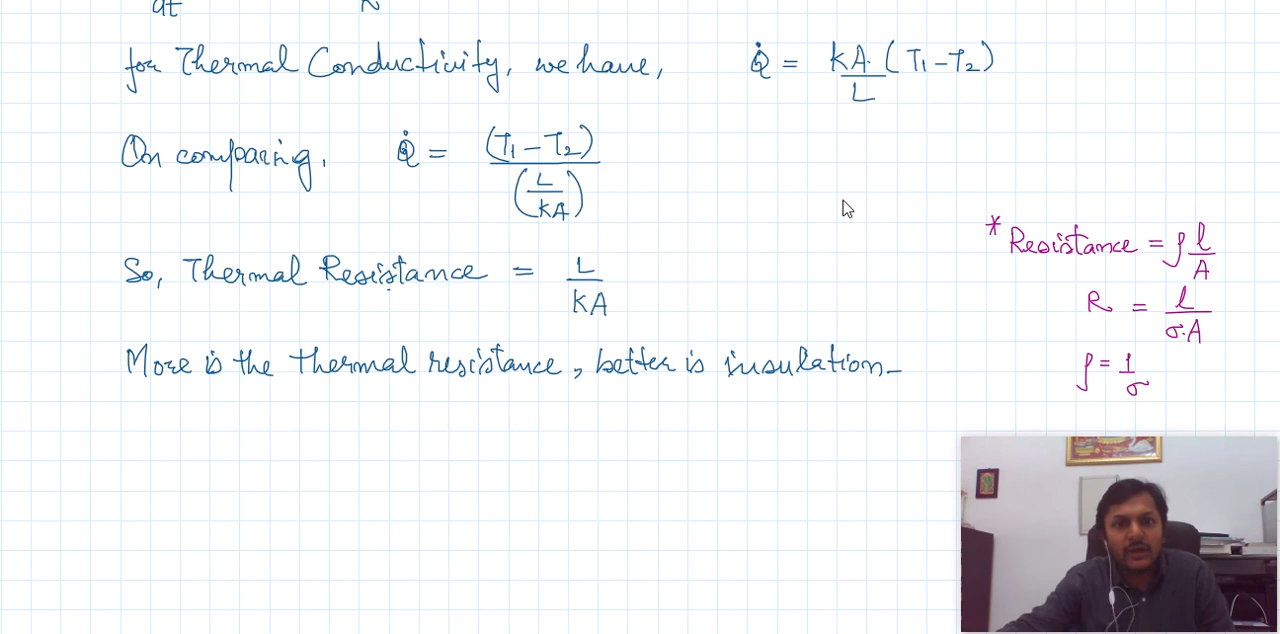 dt R
for Thermal Conductivity, we have, Q̇ = kA/L (T₁-T₂)
On comparing, Q̇ = (T₁ - T₂)/(L/kA)
So, Thermal Resistance = L/kA
More is the thermal resistance, better is insulation-
* Resistance = ρ l/A
R = l/σ.A
ρ = 1/σ